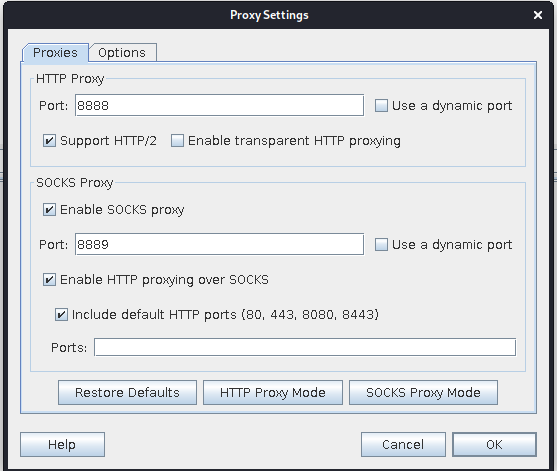 Proxy Settings
Proxies Options
HTTP Proxy
Port: 8888 Use a dynamic port
Support HTTP/2 Enable transparent HTTP proxying
SOCKS Proxy
Enable SOCKS proxy
Port: 8889 Use a dynamic port
Enable HTTP proxying over SOCKS
Include default HTTP ports (80, 443, 8080, 8443)
Ports:
Restore Defaults HTTP Proxy Mode SOCKS Proxy Mode
Help Cancel OK